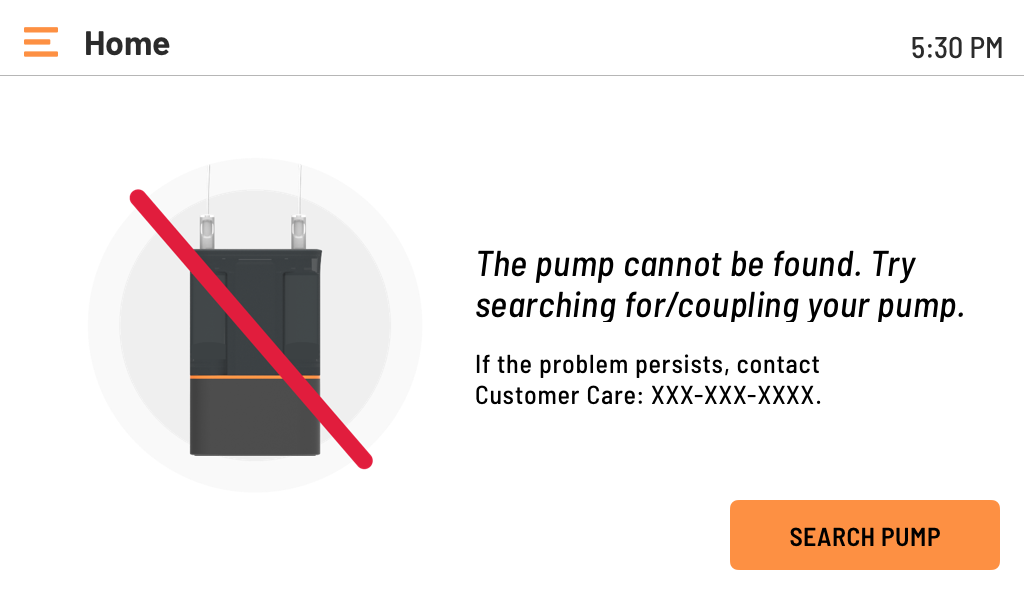 Home
5:30 PM
The pump cannot be found. Try
searching for/coupling your pump.
If the problem persists, contact
Customer Care: XXX-XXX-XXXX.
SEARCH PUMP